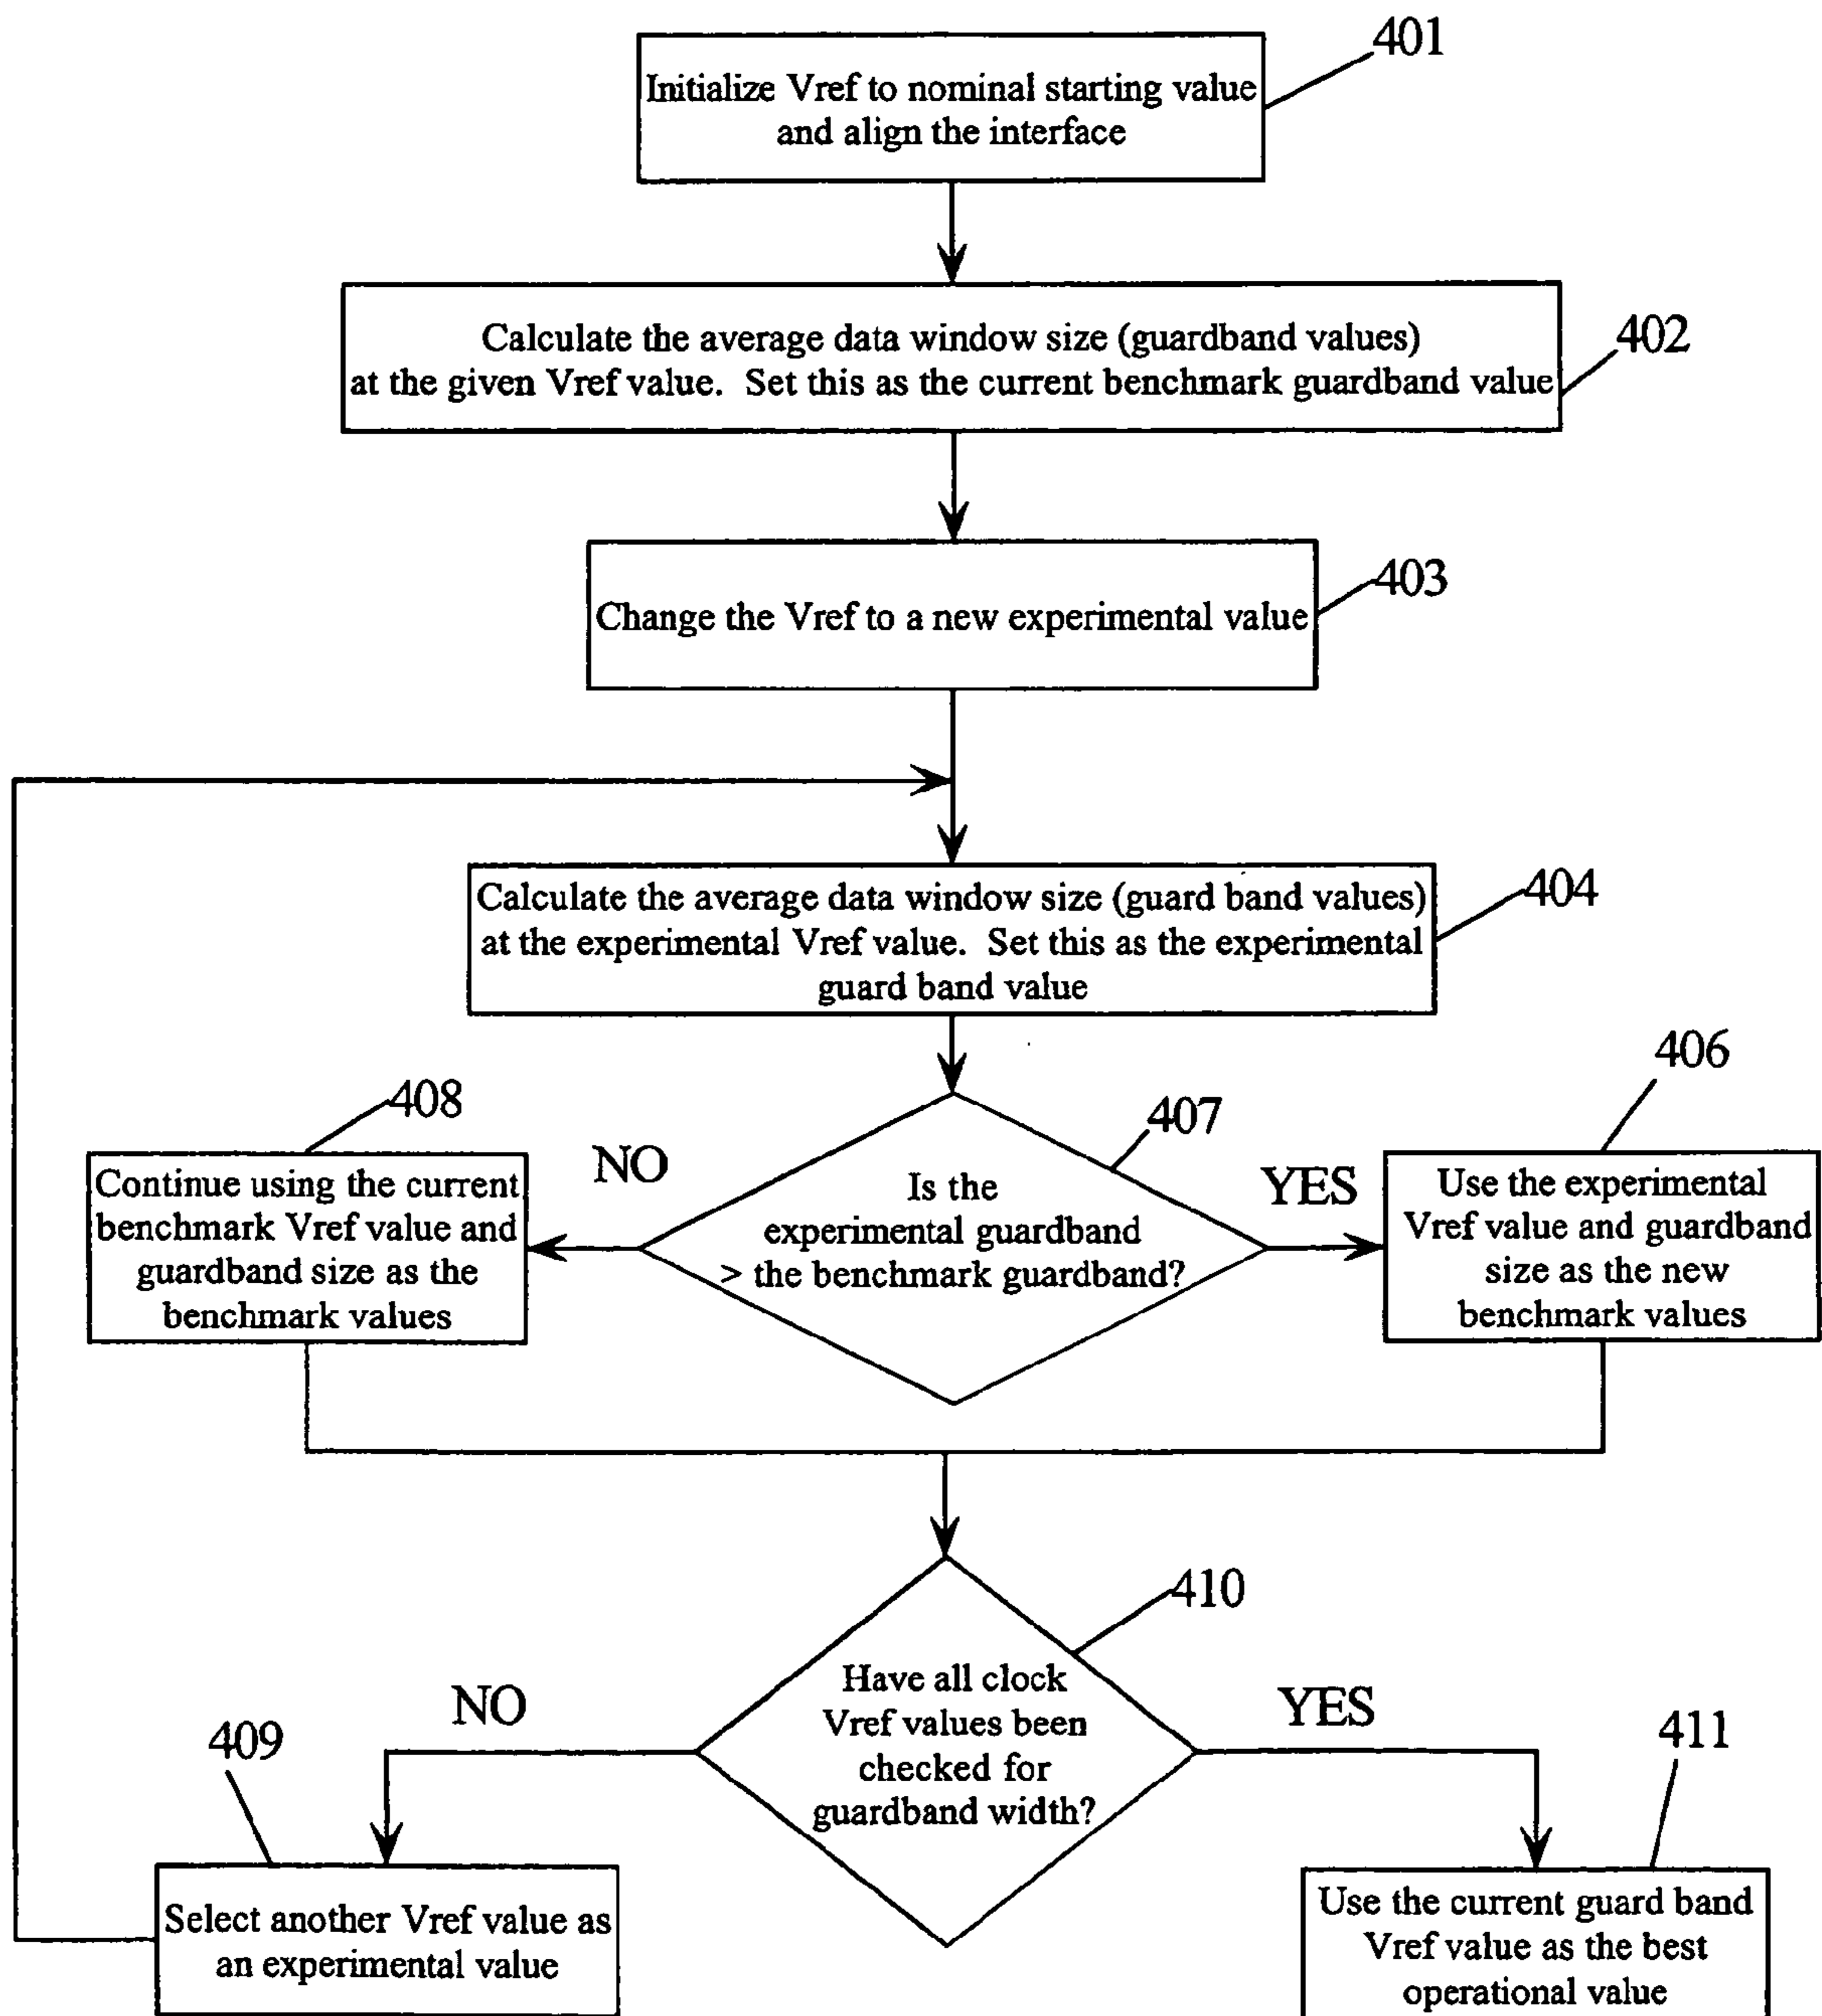 401
Initialize Vref to nominal starting value
and align the interface
402
Calculate the average data window size (guardband values)
at the given Vref value. Set this as the current benchmark guardband value
403
Change the Vref to a new experimental value
404
Calculate the average data window size (guard band values)
at the experimental Vref value. Set this as the experimental
guard band value
406
408
407
NO
YES
Continue using the current
benchmark Vref value and
guardband size as the
benchmark values
Is the
experimental guardband
> the benchmark guardband?
Use the experimental
Vref value and guardband
size as the new
benchmark values
410
NO
YES
Have all clock
Vref values been
checked for
guardband width?
409
411
Select another Vref value as
an experimental value
Use the current guard band
Vref value as the best
operational value